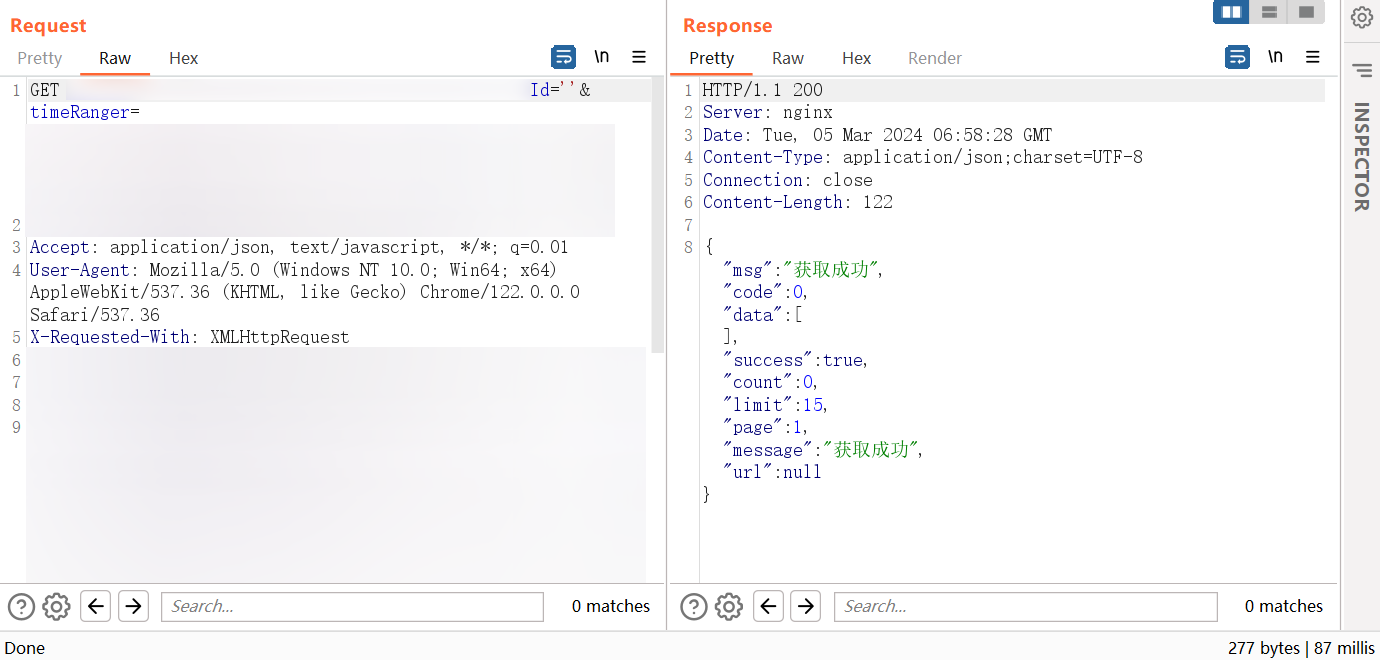 Request
Pretty Raw Hex
\n
1 GET Id=''&
timeRanger=
2
3 Accept: application/json, text/javascript, */*; q=0.01
4 User-Agent: Mozilla/5.0 (Windows NT 10.0; Win64; x64)
AppleWebKit/537.36 (KHTML, like Gecko) Chrome/122.0.0.0
Safari/537.36
5 X-Requested-With: XMLHttpRequest
6
7
8
9
Search...
0 matches
Response
Pretty Raw Hex Render
\n
1 HTTP/1.1 200
2 Server: nginx
3 Date: Tue, 05 Mar 2024 06:58:28 GMT
4 Content-Type: application/json;charset=UTF-8
5 Connection: close
6 Content-Length: 122
7
8 {
"msg":"获取成功",
"code":0,
"data":[
],
"success":true,
"count":0,
"limit":15,
"page":1,
"message":"获取成功",
"url":null
}
Search...
0 matches
INSPECTOR
Done
277 bytes | 87 millis